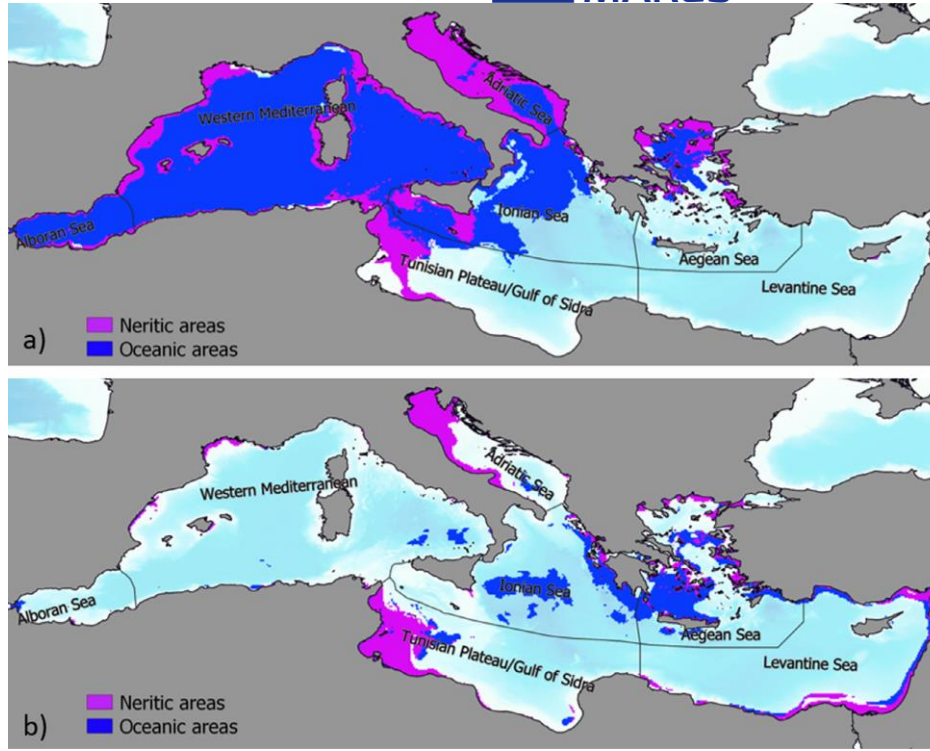 MARES
Western Mediterranean
Adriatic Sea
Alboran Sea
Ionian Sea
Aegean Sea
Tunisian Plateau/Gulf of Sidra
Levantine Sea
Neritic areas
Oceanic areas
a)
Western Mediterranean
Adriatic Sea
Alboran Sea
Ionian Sea
Aegean Sea
Tunisian Plateau/Gulf of Sidra
Levantine Sea
Neritic areas
Oceanic areas
b)